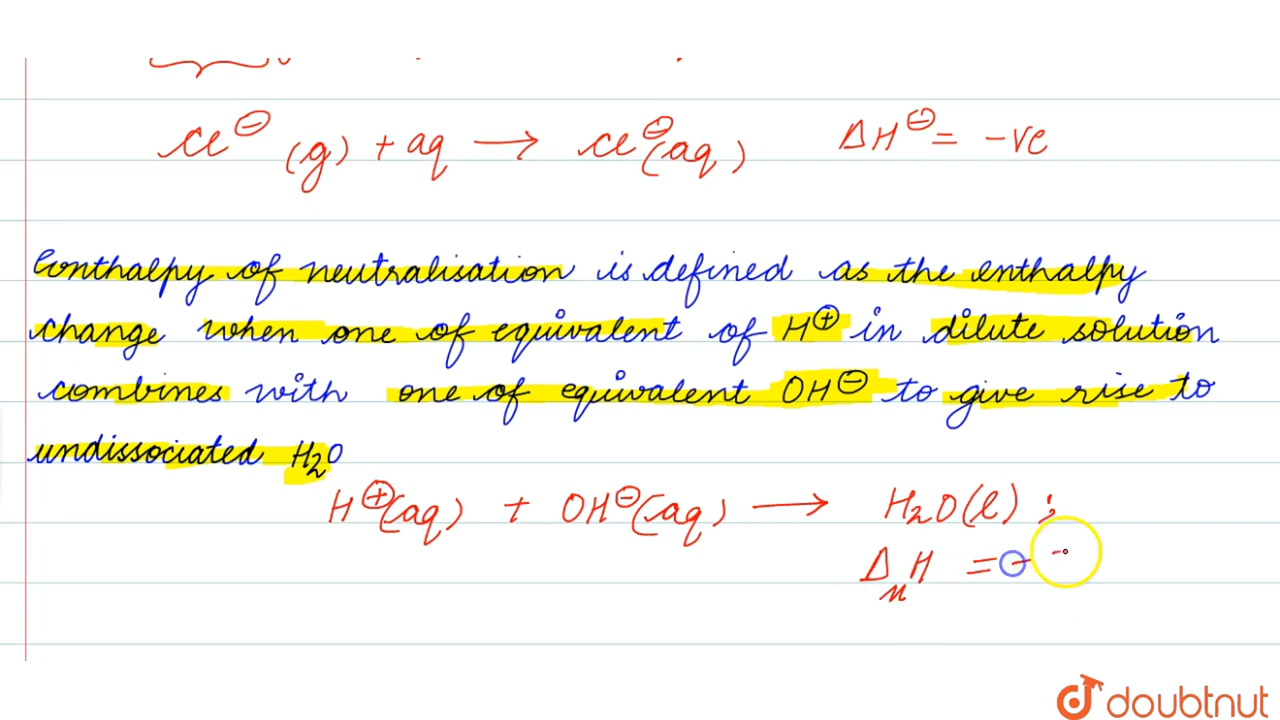 Cl⊖ (g) + aq → Cl⊖(aq) ΔH⊖ = -ve
Enthalpy of neutralisation is defined as the enthalpy
change when one of equivalent of H⊕ in dilute solution
combines with one of equivalent OH⊖ to give rise to
undissociated H₂O
H⊕(aq) + OH⊖(aq) → H₂O(l) ;
ΔₙH = -
doubtnut